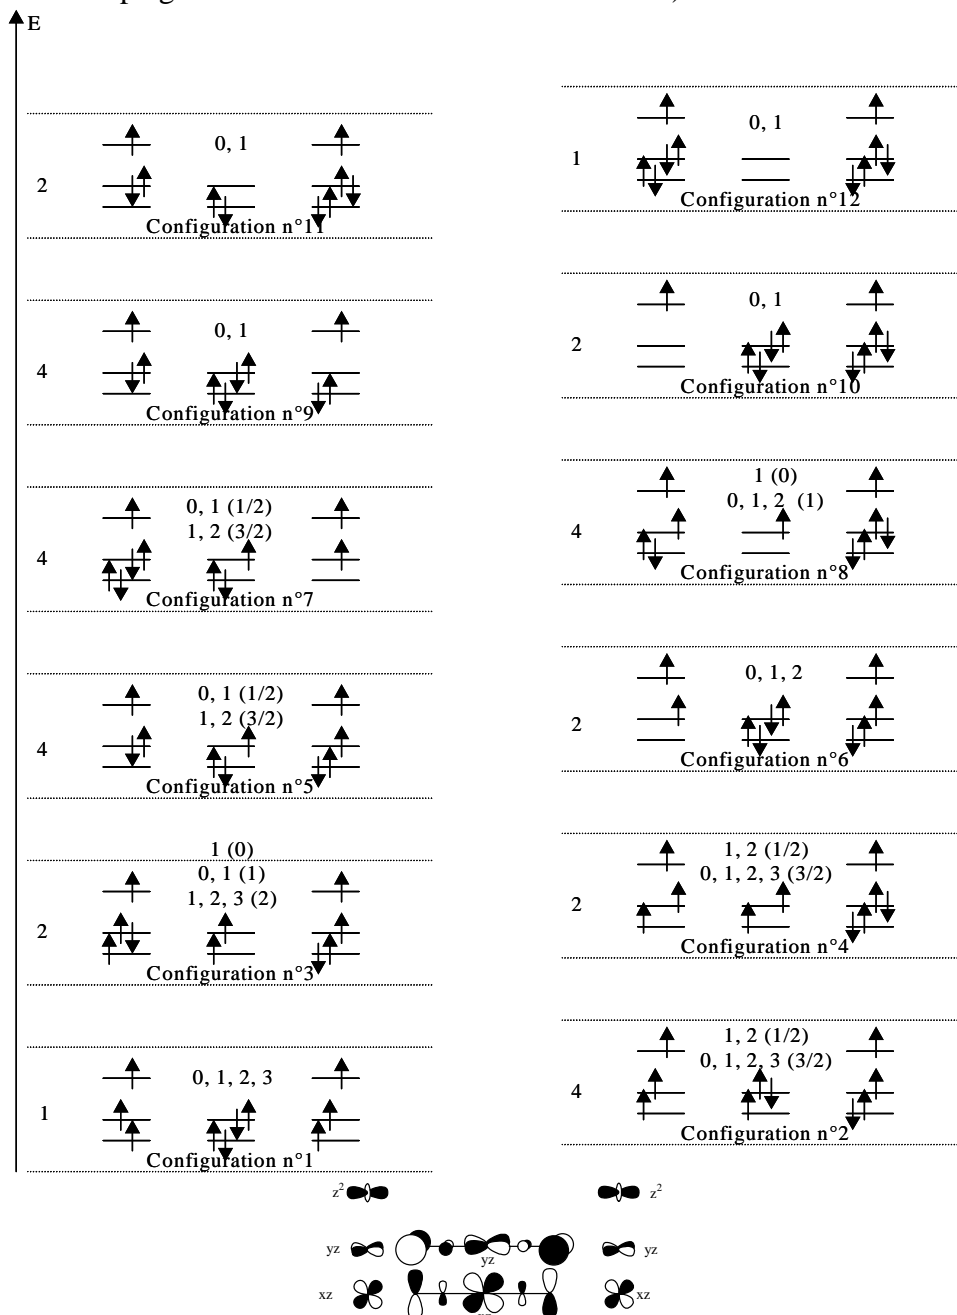 E
0, 1
2
Configuration n°11
0, 1
1
Configuration n°12
0, 1
4
Configuration n°9
0, 1
2
Configuration n°10
0, 1 (1/2)
1, 2 (3/2)
4
Configuration n°7
1 (0)
0, 1, 2 (1)
4
Configuration n°8
0, 1 (1/2)
1, 2 (3/2)
4
Configuration n°5
0, 1, 2
2
Configuration n°6
1 (0)
0, 1 (1)
1, 2, 3 (2)
2
Configuration n°3
1, 2 (1/2)
0, 1, 2, 3 (3/2)
2
Configuration n°4
0, 1, 2, 3
1
Configuration n°1
1, 2 (1/2)
0, 1, 2, 3 (3/2)
4
Configuration n°2
z² z²
yz yz yz
xz xz